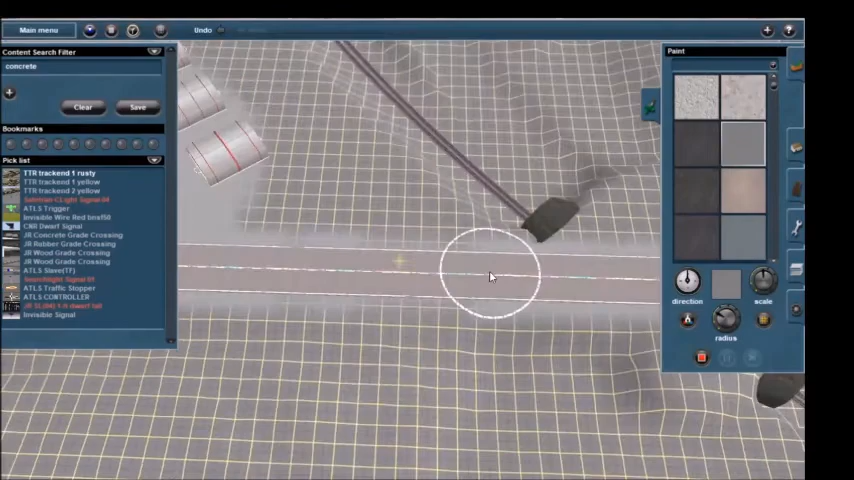 Main menu
Undo
Content Search Filter
concrete
Clear
Save
Bookmarks
Pick list
TTR trackend 1 rusty
TTR trackend 1 yellow
TTR trackend 2 yellow
ATLS Trigger
Invisible Wire Red bnsf50
CNR Dwarf Signal
JR Concrete Grade Crossing
JR Rubber Grade Crossing
JR Wood Grade Crossing
JR Wood Grade Crossing
ATLS Slave(TF)
ATLS Traffic Stopper
ATLS CONTROLLER
Invisible Signal
Paint
direction
scale
radius